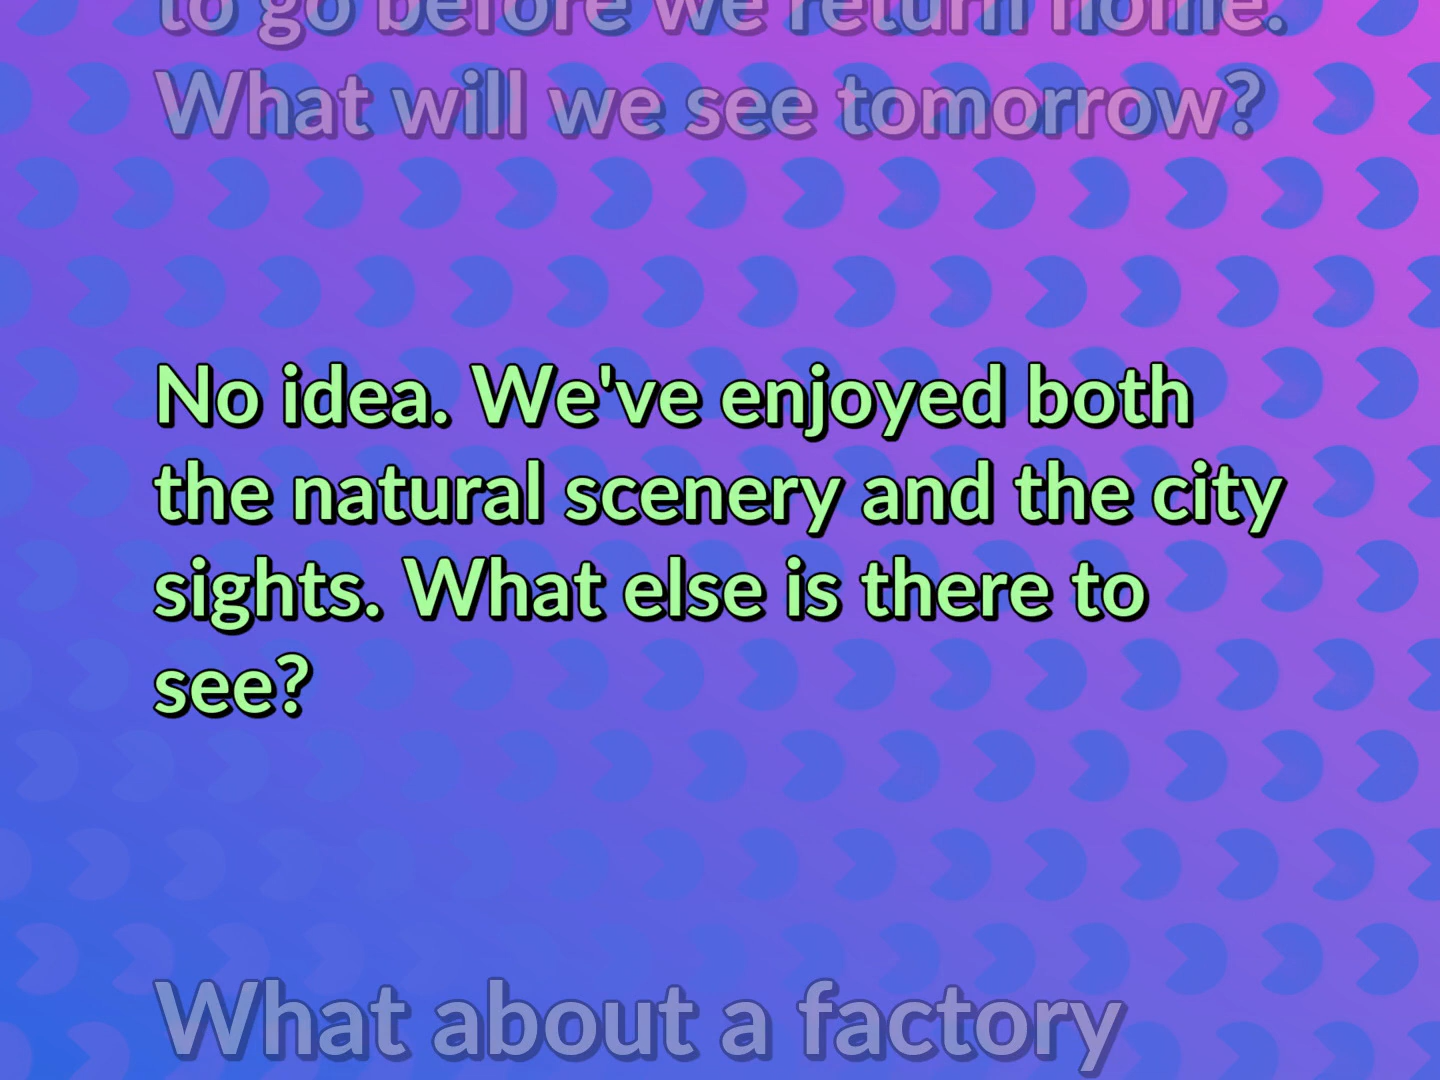 to go before we return home.
What will we see tomorrow?
No idea. We've enjoyed both
the natural scenery and the city
sights. What else is there to
see?
What about a factory